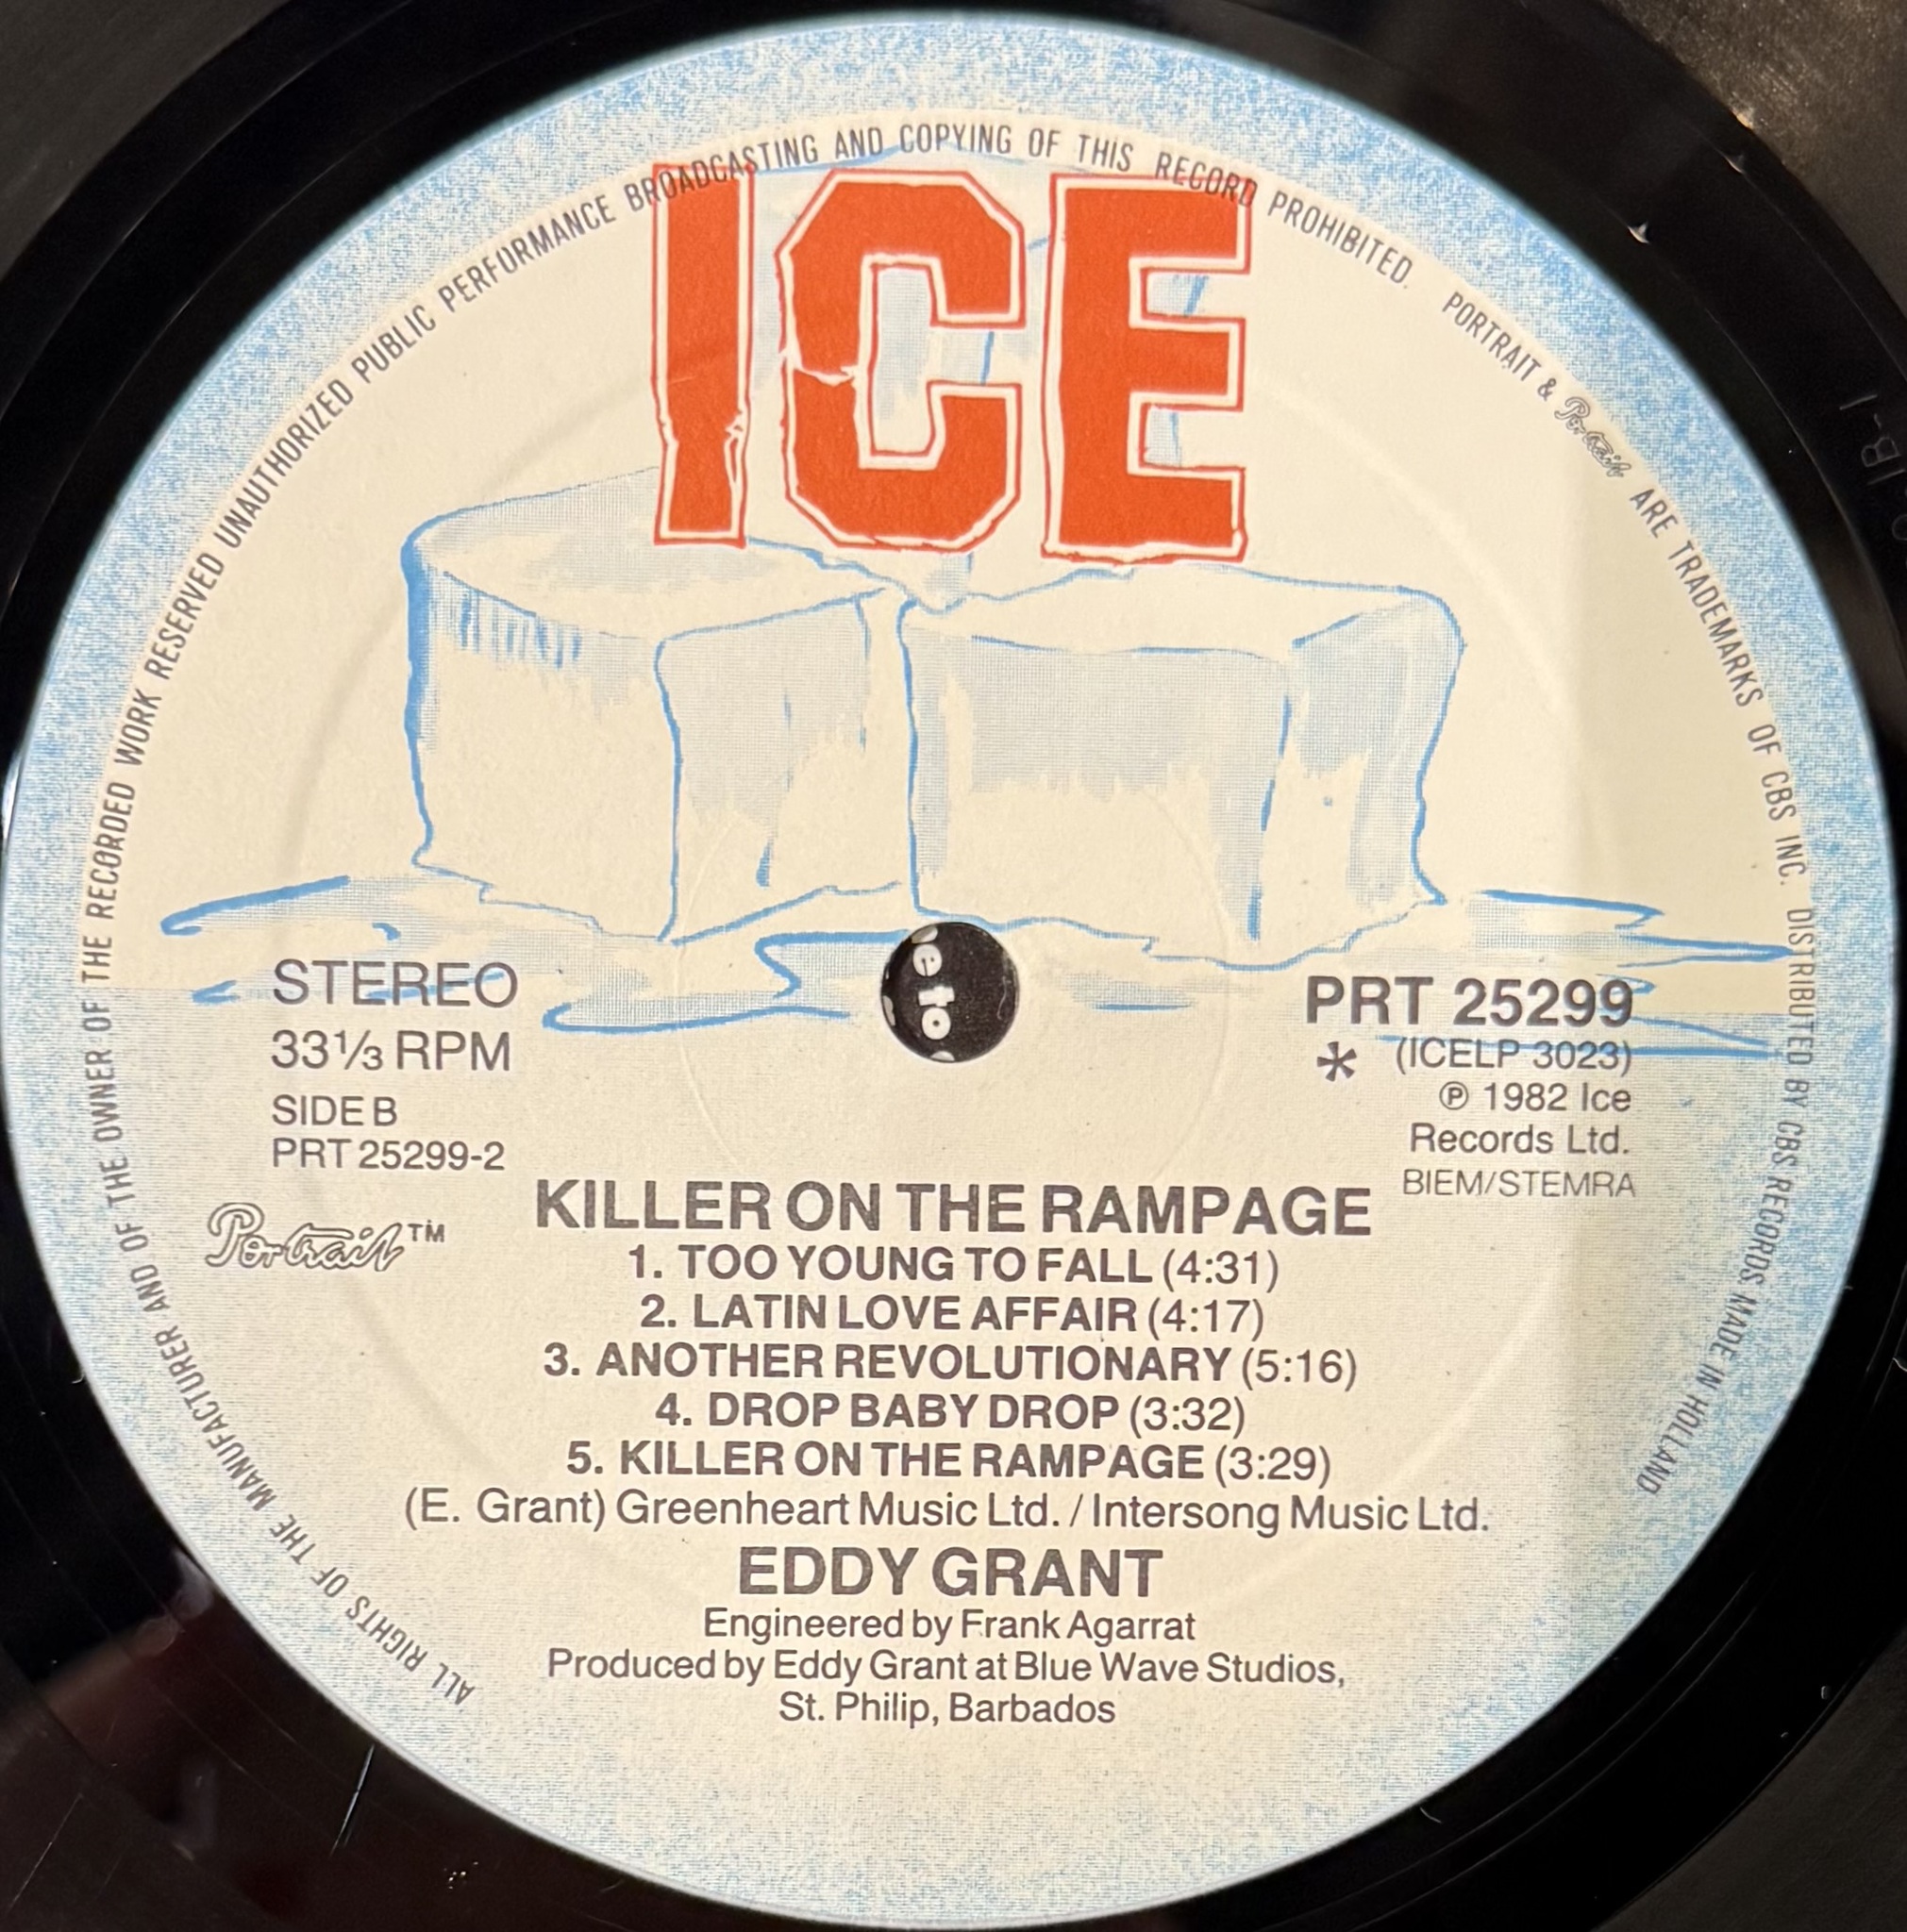 ALL RIGHTS OF THE MANUFACTURER AND OF THE OWNER OF THE RECORDED WORK RESERVED UNAUTHORIZED PUBLIC PERFORMANCE BROADCASTING AND COPYING OF THIS RECORD PROHIBITED. PORTRAIT & Portrait ARE TRADEMARKS OF CBS INC. DISTRIBUTED BY CBS RECORDS MADE IN HOLLAND
ICE
STEREO
33⅓ RPM
SIDE B
PRT 25299-2
Portrait™
PRT 25299
* (ICELP 3023)
℗ 1982 Ice
Records Ltd.
BIEM/STEMRA
KILLER ON THE RAMPAGE
1. TOO YOUNG TO FALL (4:31)
2. LATIN LOVE AFFAIR (4:17)
3. ANOTHER REVOLUTIONARY (5:16)
4. DROP BABY DROP (3:32)
5. KILLER ON THE RAMPAGE (3:29)
(E. Grant) Greenheart Music Ltd. / Intersong Music Ltd.
EDDY GRANT
Engineered by Frank Agarrat
Produced by Eddy Grant at Blue Wave Studios,
St. Philip, Barbados